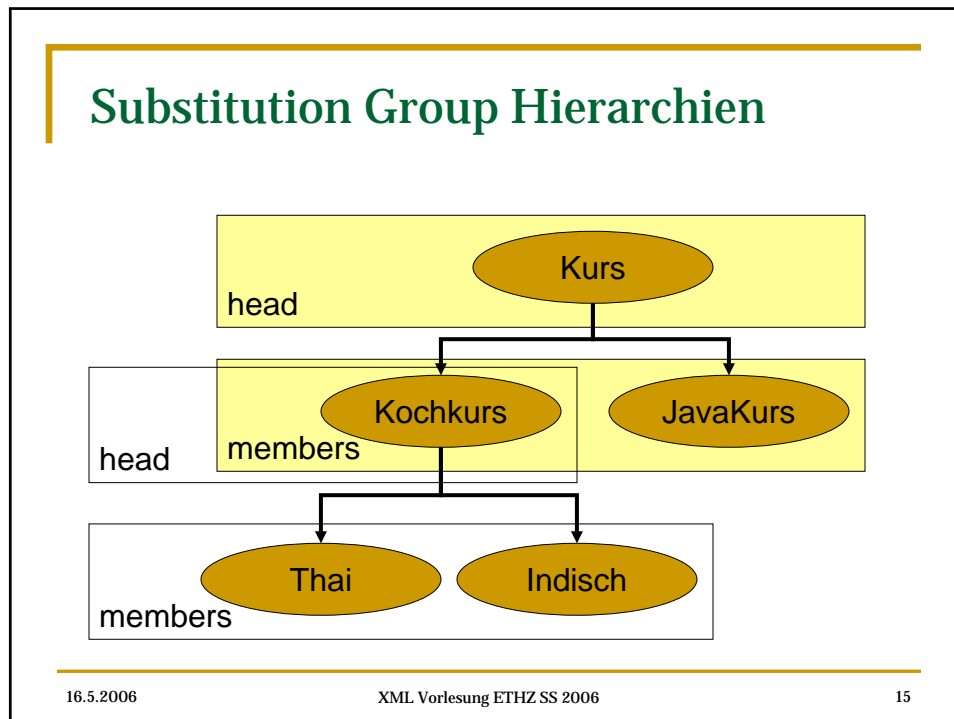 Substitution Group Hierarchien
Kurs
head
Kochkurs
JavaKurs
members
head
Thai
Indisch
members
16.5.2006
XML Vorlesung ETHZ SS 2006
15